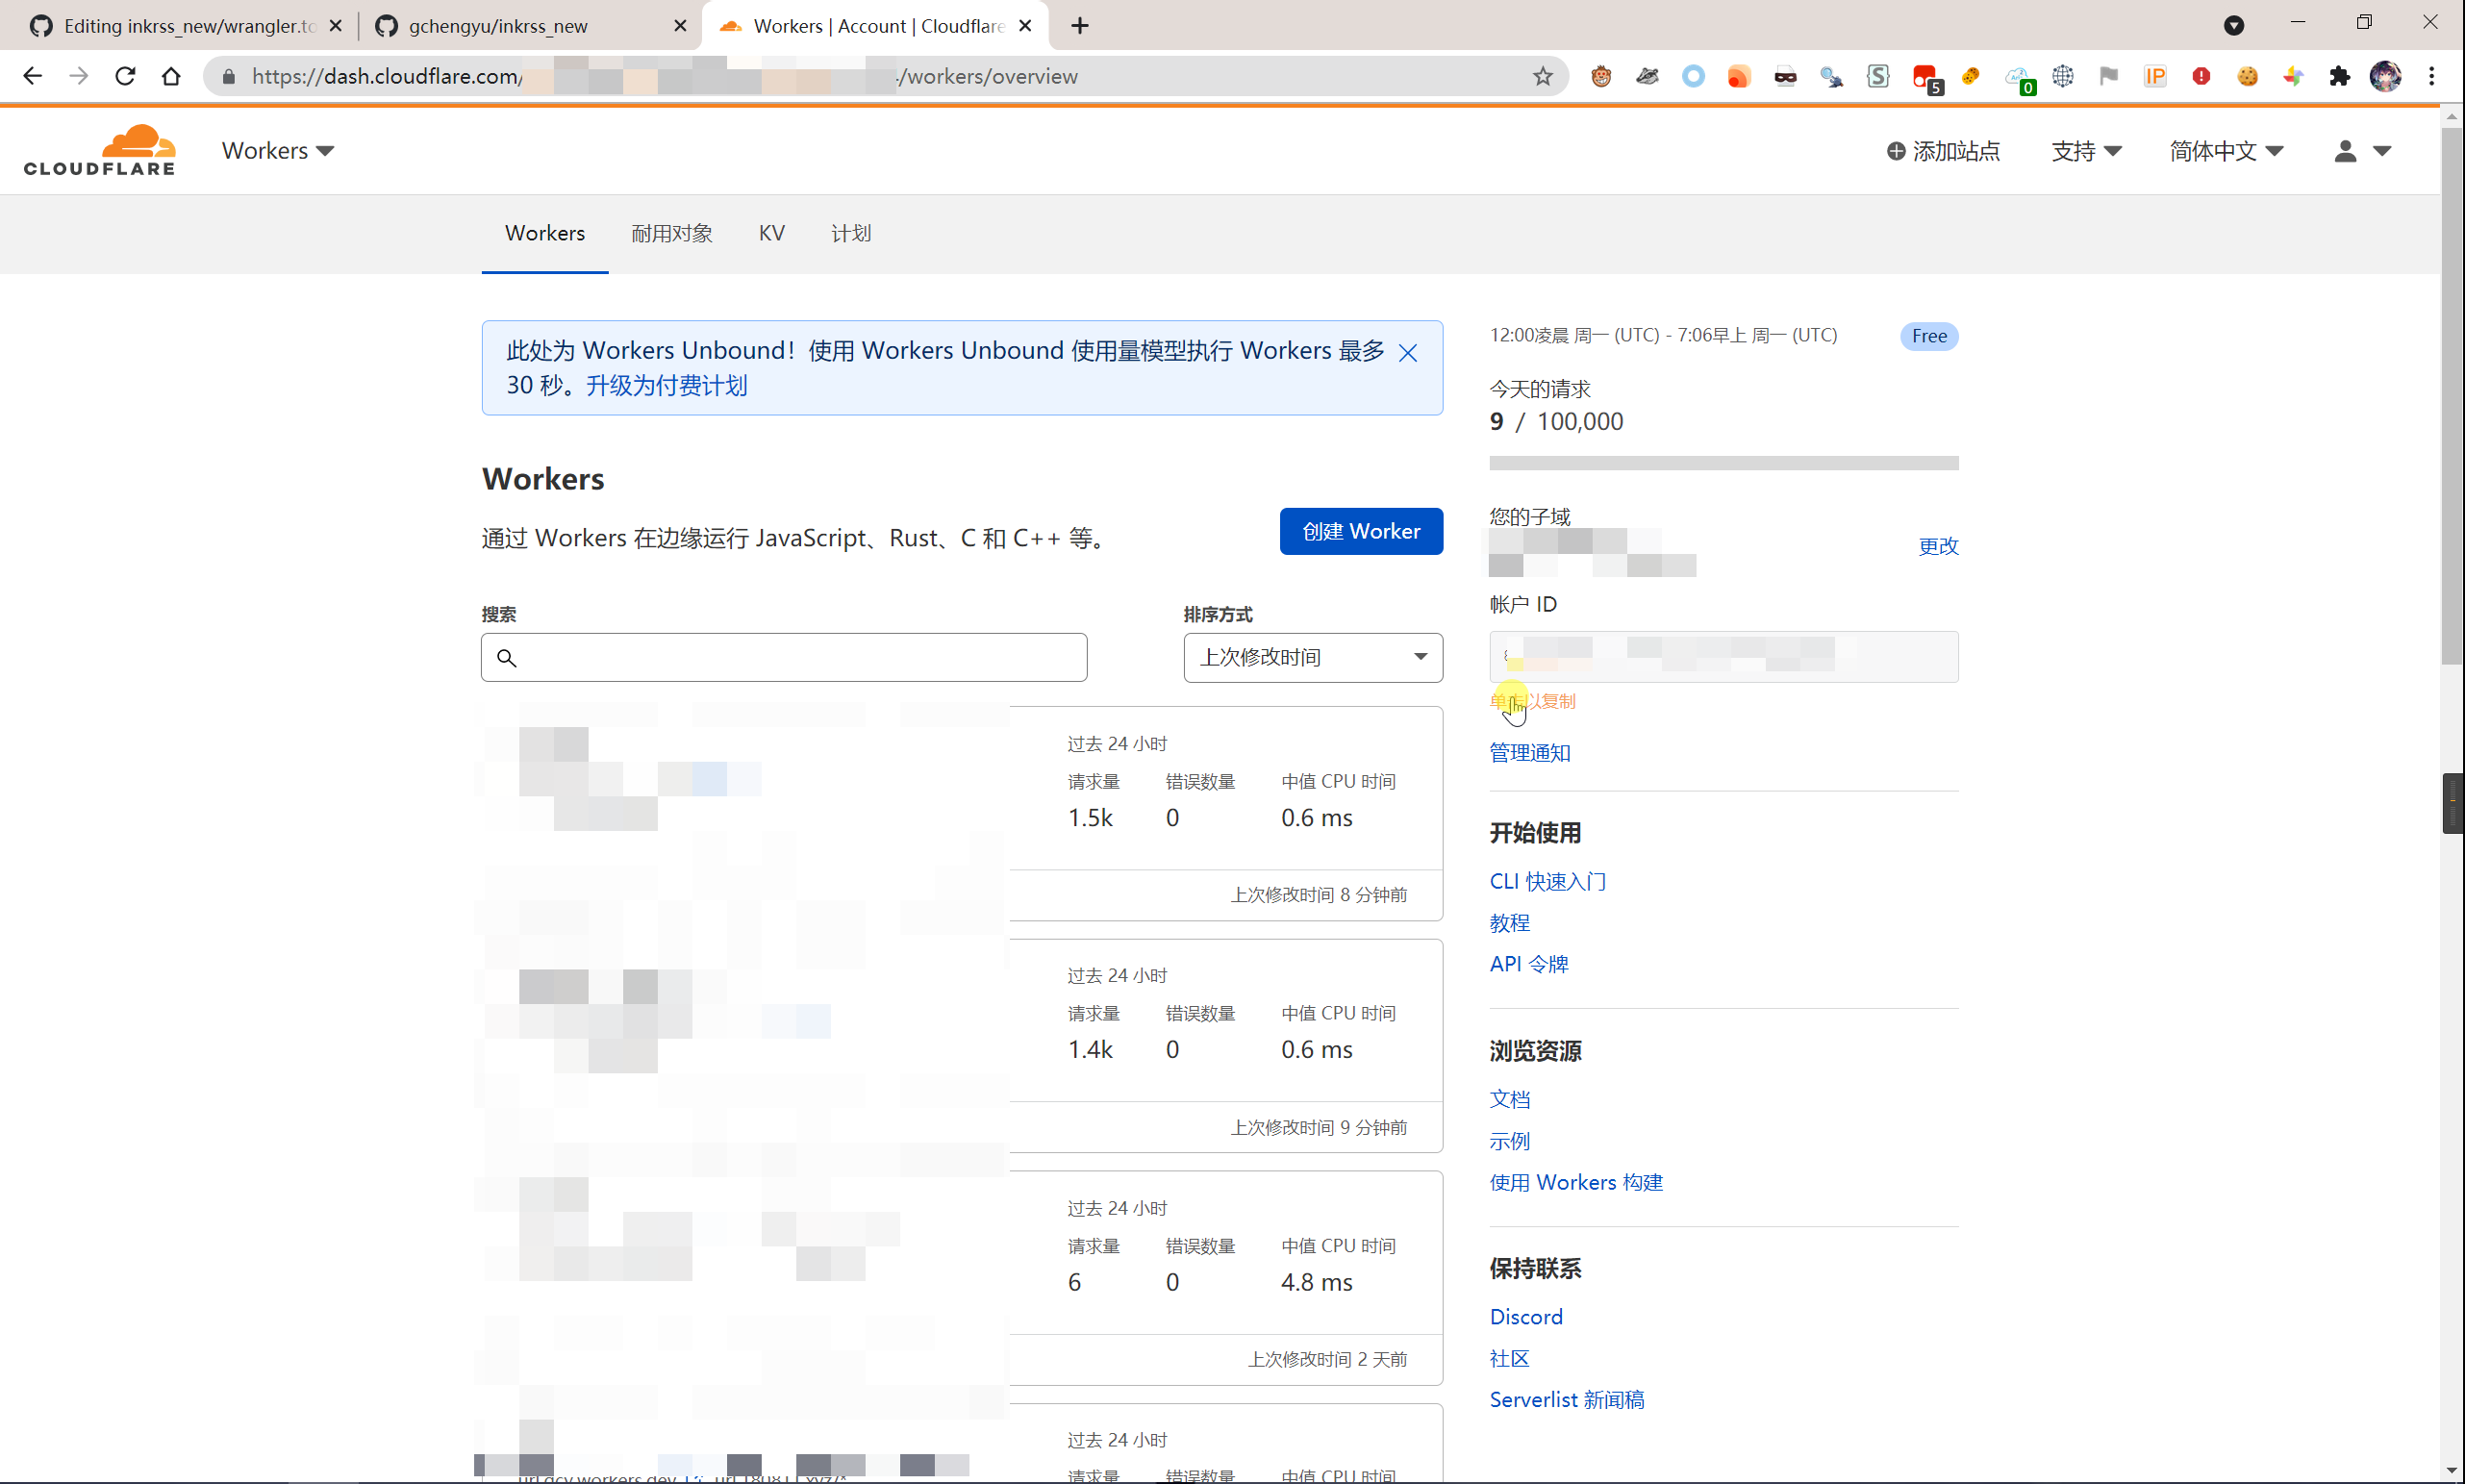 Editing inkrss_new/wrangler.to
gchengyu/inkrss_new
Workers | Account | Cloudflare
https://dash.cloudflare.com/
/workers/overview
5
0
IP
CLOUDFLARE
Workers
添加站点
支持
简体中文
Workers
耐用对象
KV
计划
此处为 Workers Unbound！使用 Workers Unbound 使用量模型执行 Workers 最多
30 秒。升级为付费计划
Workers
通过 Workers 在边缘运行 JavaScript、Rust、C 和 C++ 等。
创建 Worker
搜索
排序方式
上次修改时间
过去 24 小时
请求量
错误数量
中值 CPU 时间
1.5k
0
0.6 ms
上次修改时间 8 分钟前
过去 24 小时
请求量
错误数量
中值 CPU 时间
1.4k
0
0.6 ms
上次修改时间 9 分钟前
过去 24 小时
请求量
错误数量
中值 CPU 时间
6
0
4.8 ms
上次修改时间 2 天前
过去 24 小时
请求量
错误数量
中值 CPU 时间
12:00凌晨 周一 (UTC) - 7:06早上 周一 (UTC)
Free
今天的请求
9 / 100,000
您的子域
更改
帐户 ID
单击以复制
管理通知
开始使用
CLI 快速入门
教程
API 令牌
浏览资源
文档
示例
使用 Workers 构建
保持联系
Discord
社区
Serverlist 新闻稿